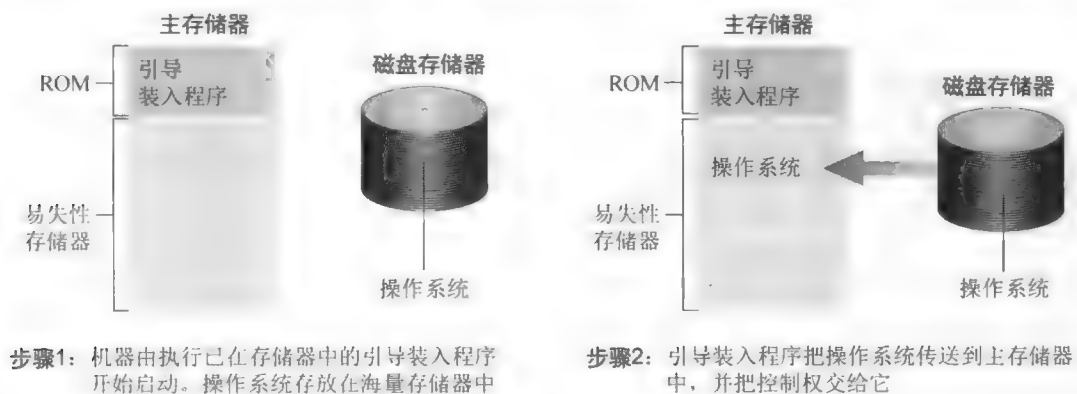 主存储器
ROM
引导
装入程序
磁盘存储器
易失性
存储器
操作系统
步骤1：机器由执行已在存储器中的引导装入程序
开始启动。操作系统存放在海量存储器中
主存储器
ROM
引导
装入程序
磁盘存储器
操作系统
易失性
存储器
操作系统
步骤2：引导装入程序把操作系统传送到主存储器
中，并把控制权交给它